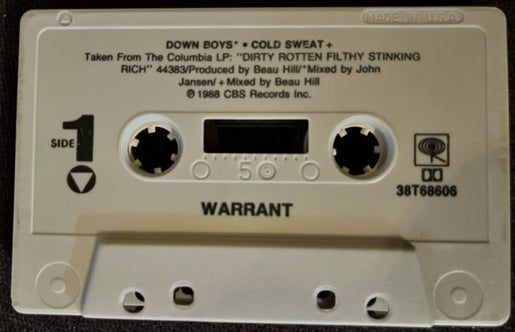 MADE IN U.S.A.
DOWN BOYS* • COLD SWEAT+
Taken From The Columbia LP: "DIRTY ROTTEN FILTHY STINKING
RICH" 44383/Produced by Beau Hill/*Mixed by John
Jansen/+Mixed by Beau Hill
℗ 1988 CBS Records Inc.
SIDE 1
50
38T68606
WARRANT